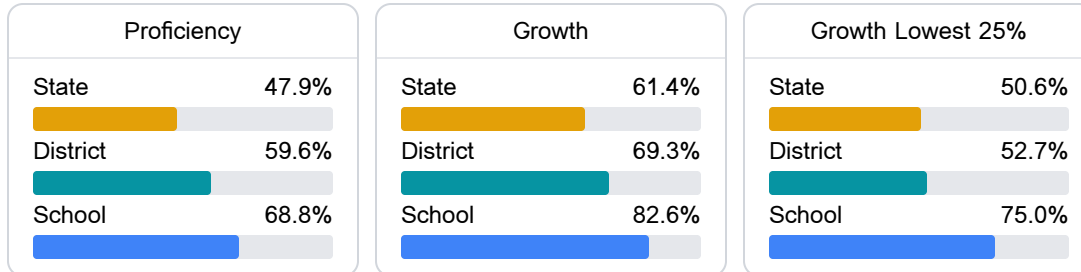 Proficiency
State 47.9%
District 59.6%
School 68.8%
Growth
State 61.4%
District 69.3%
School 82.6%
Growth Lowest 25%
State 50.6%
District 52.7%
School 75.0%